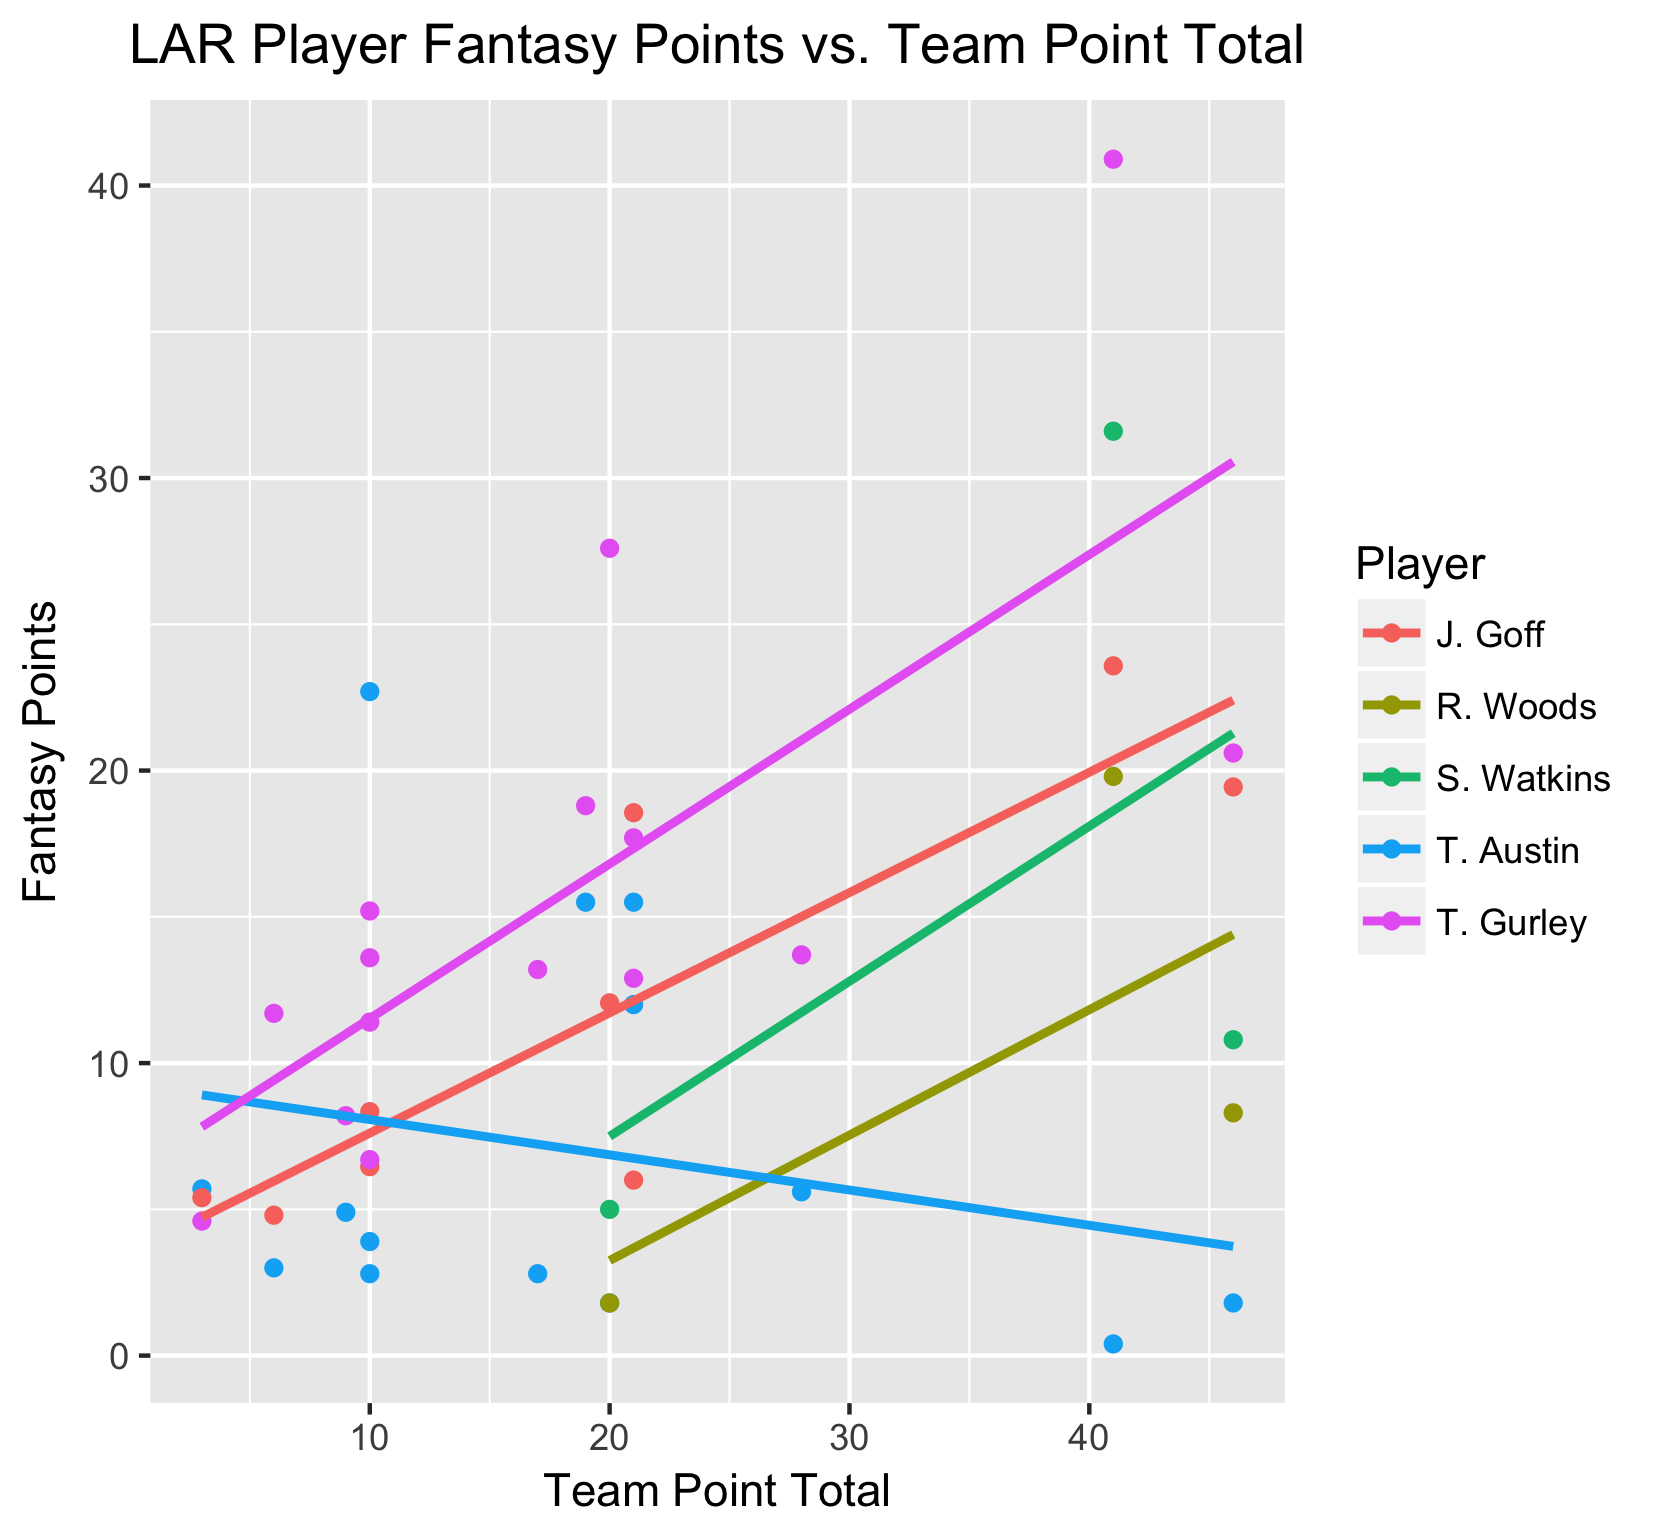 LAR Player Fantasy Points vs. Team Point Total
40
30
20
10
0
Fantasy Points
10
20
30
40
Team Point Total
Player
J. Goff
R. Woods
S. Watkins
T. Austin
T. Gurley